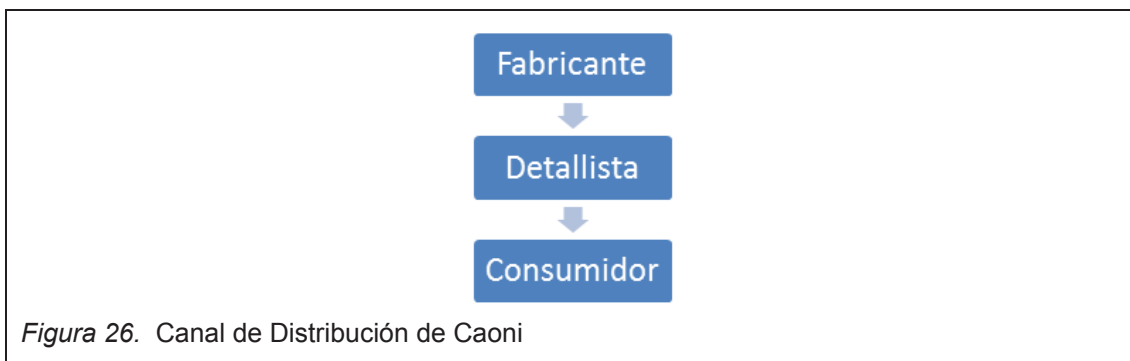 Fabricante
Detallista
Consumidor
Figura 26. Canal de Distribución de Caoni